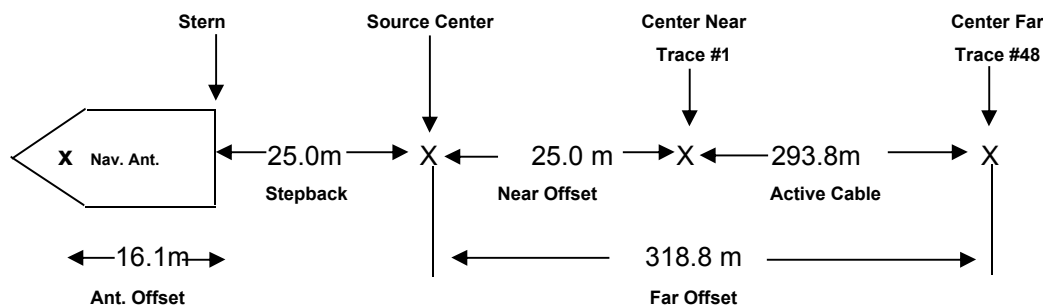 Stern Source Center Center Near Center Far
Trace #1 Trace #48
X Nav. Ant. 25.0m X 25.0 m X 293.8m X
Stepback Near Offset Active Cable
16.1m 318.8 m
Ant. Offset Far Offset